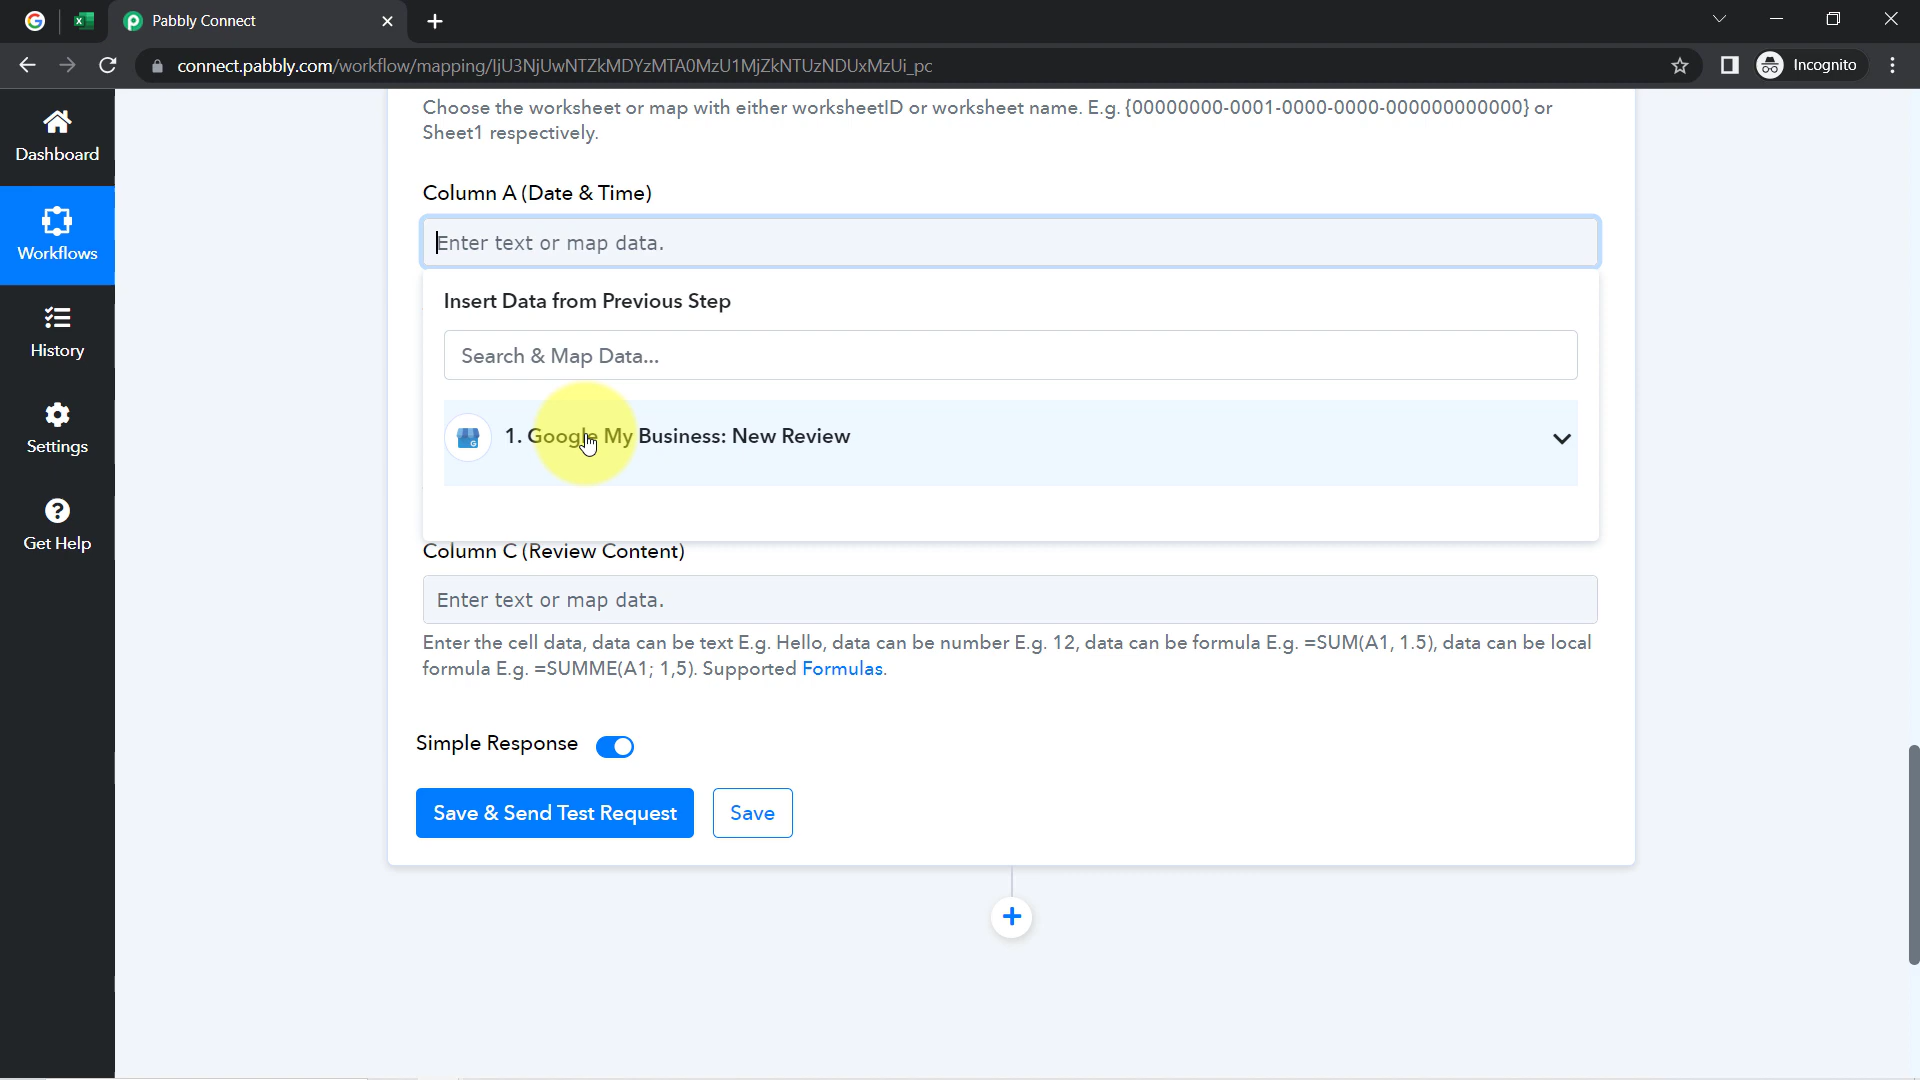 Pabbly Connect
connect.pabbly.com/workflow/mapping/IjU3NjUwNTZkMDYzMTA0MzU1MjZkNTUzNDUxMzUi_pc
Incognito
Dashboard
Workflows
History
Settings
Get Help
Choose the worksheet or map with either worksheetID or worksheet name. E.g. {00000000-0001-0000-0000-000000000000} or
Sheet1 respectively.
Column A (Date & Time)
Enter text or map data.
Insert Data from Previous Step
Search & Map Data...
1. Google My Business: New Review
Column C (Review Content)
Enter text or map data.
Enter the cell data, data can be text E.g. Hello, data can be number E.g. 12, data can be formula E.g. =SUM(A1, 1.5), data can be local
formula E.g. =SUMME(A1; 1,5). Supported Formulas.
Simple Response
Save & Send Test Request
Save